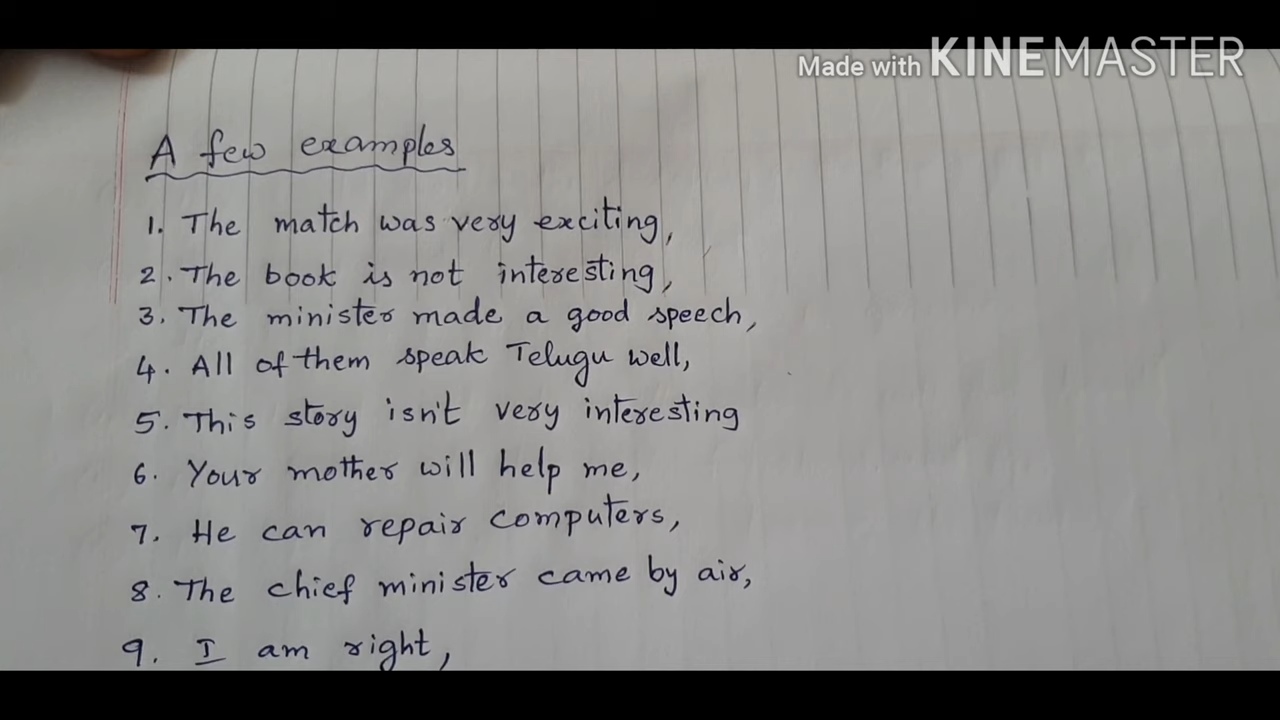 Made with KINEMASTER
A few examples
1. The match was very exciting,
2. The book is not interesting,
3. The minister made a good speech,
4. All of them speak Telugu well,
5. This story isn't very interesting
6. Your mother will help me,
7. He can repair computers,
8. The chief minister came by air,
9. I am right,